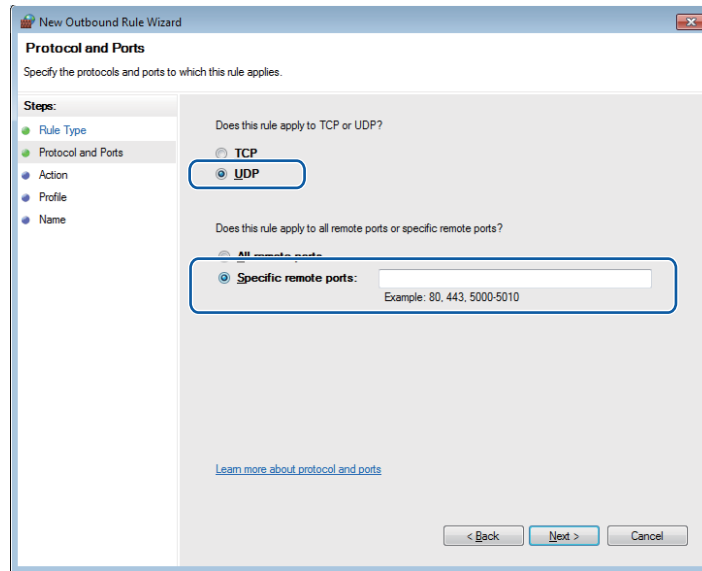 New Outbound Rule Wizard
Protocol and Ports
Specify the protocols and ports to which this rule applies.
Steps:
Rule Type
Protocol and Ports
Action
Profile
Name
Does this rule apply to TCP or UDP?
TCP
UDP
Does this rule apply to all remote ports or specific remote ports?
All remote ports
Specific remote ports:
Example: 80, 443, 5000-5010
Learn more about protocol and ports
< Back
Next >
Cancel